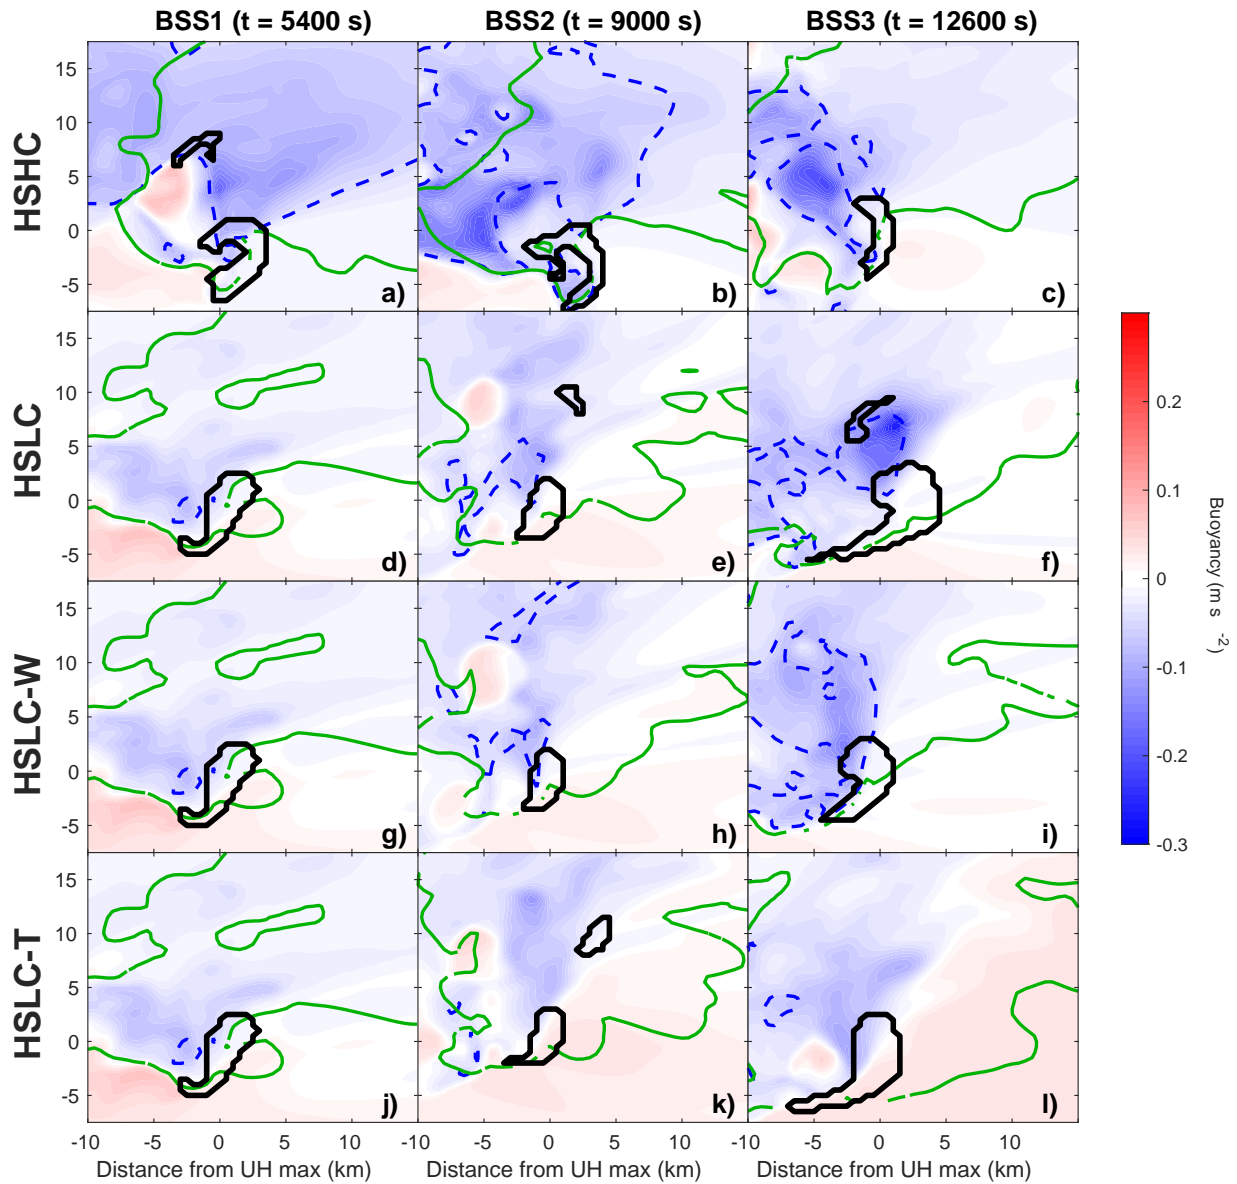 BSS1 (t = 5400 s) BSS2 (t = 9000 s) BSS3 (t = 12600 s)
HSHC
15
10
5
0
-5
a) b) c)
HSLC
15
10
5
0
-5
d) e) f)
HSLC-W
15
10
5
0
-5
g) h) i)
HSLC-T
15
10
5
0
-5
j) k) l)
-10 -5 0 5 10 -10 -5 0 5 10 -10 -5 0 5 10 15
Distance from UH max (km) Distance from UH max (km) Distance from UH max (km)
0.2
0.1
0
-0.1
-0.2
-0.3
Buoyancy (m s -2)